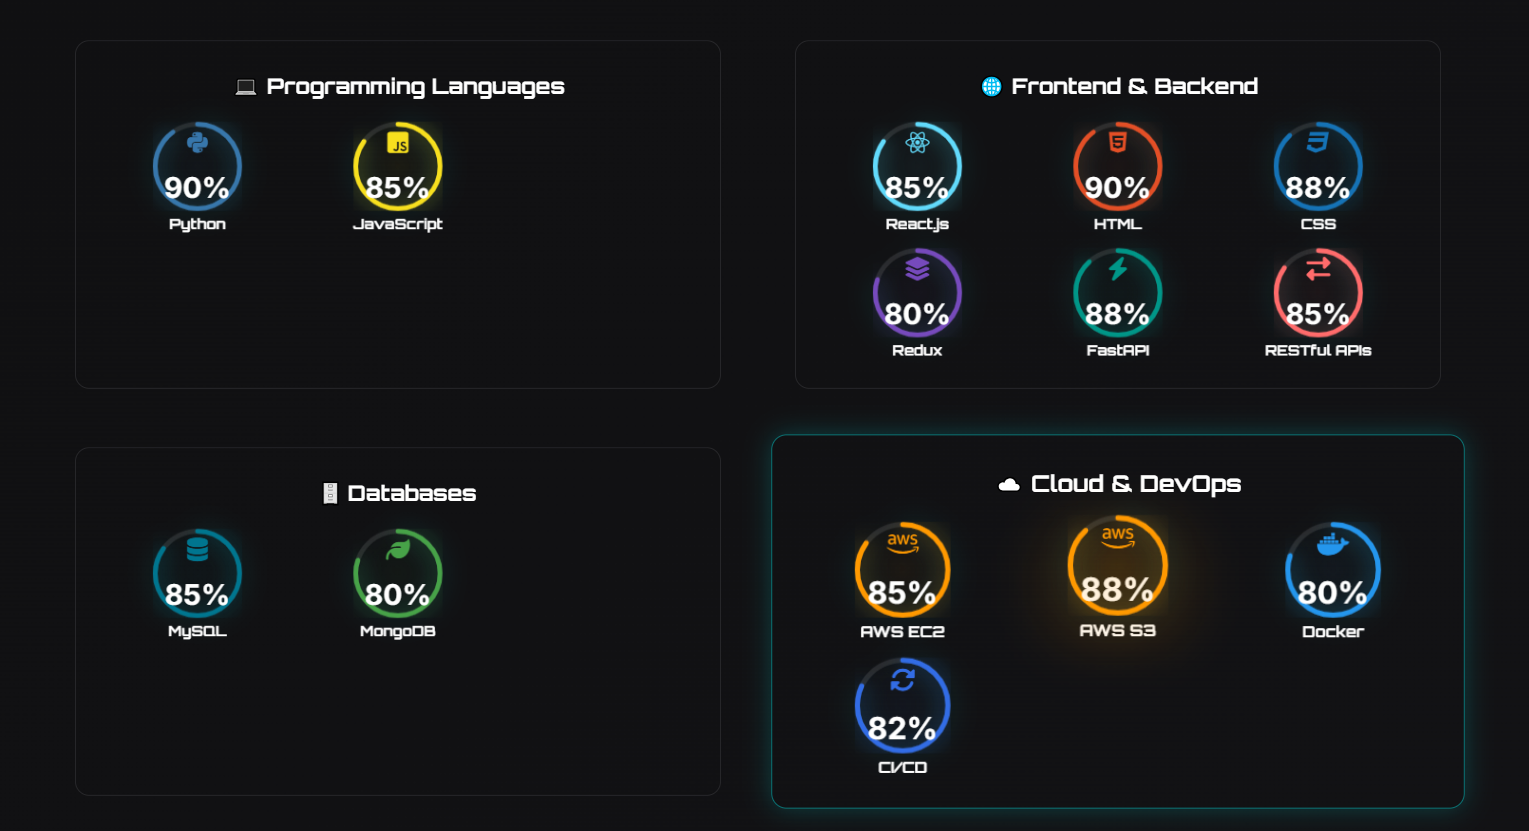 Programming Languages
JS
90%
85%
Python
JavaScript
Frontend & Backend
5
3
85%
90%
88%
React.js
HTML
CSS
80%
88%
85%
Redux
FastAPI
RESTful APIs
Databases
85%
80%
MySQL
MongoDB
Cloud & DevOps
aws
aws
85%
88%
80%
AWS EC2
AWS S3
Docker
82%
CI/CD